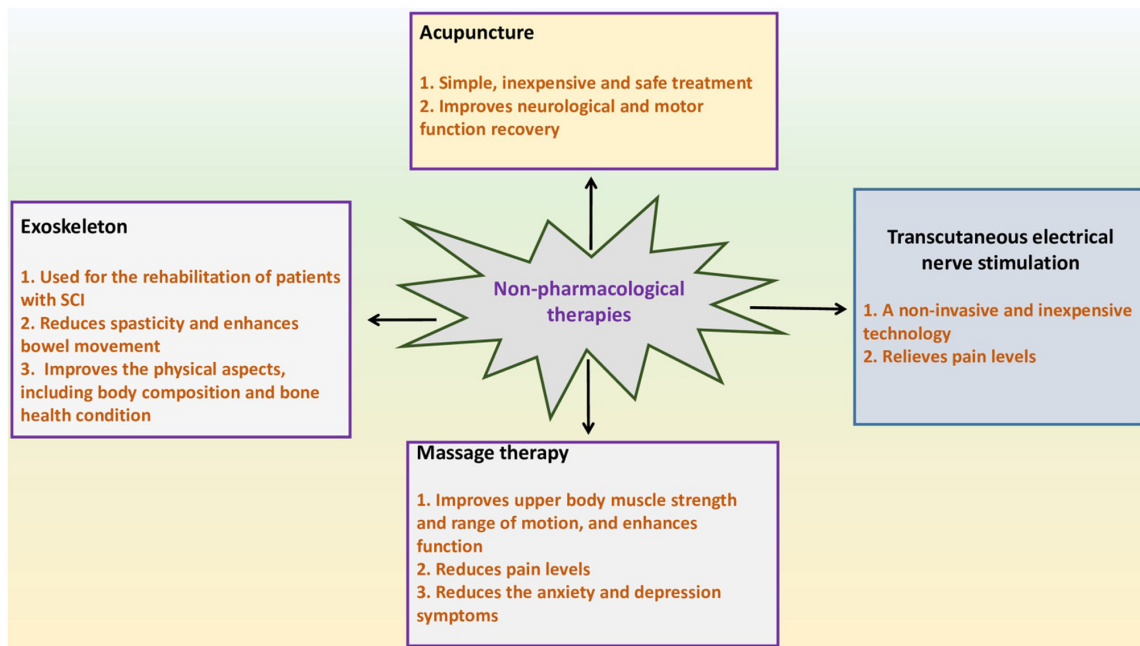 Acupuncture
1. Simple, inexpensive and safe treatment
2. Improves neurological and motor
function recovery
Exoskeleton
1. Used for the rehabilitation of patients
with SCI
2. Reduces spasticity and enhances
bowel movement
3. Improves the physical aspects,
including body composition and bone
health condition
Non-pharmacological
therapies
Transcutaneous electrical
nerve stimulation
1. A non-invasive and inexpensive
technology
2. Relieves pain levels
Massage therapy
1. Improves upper body muscle strength
and range of motion, and enhances
function
2. Reduces pain levels
3. Reduces the anxiety and depression
symptoms